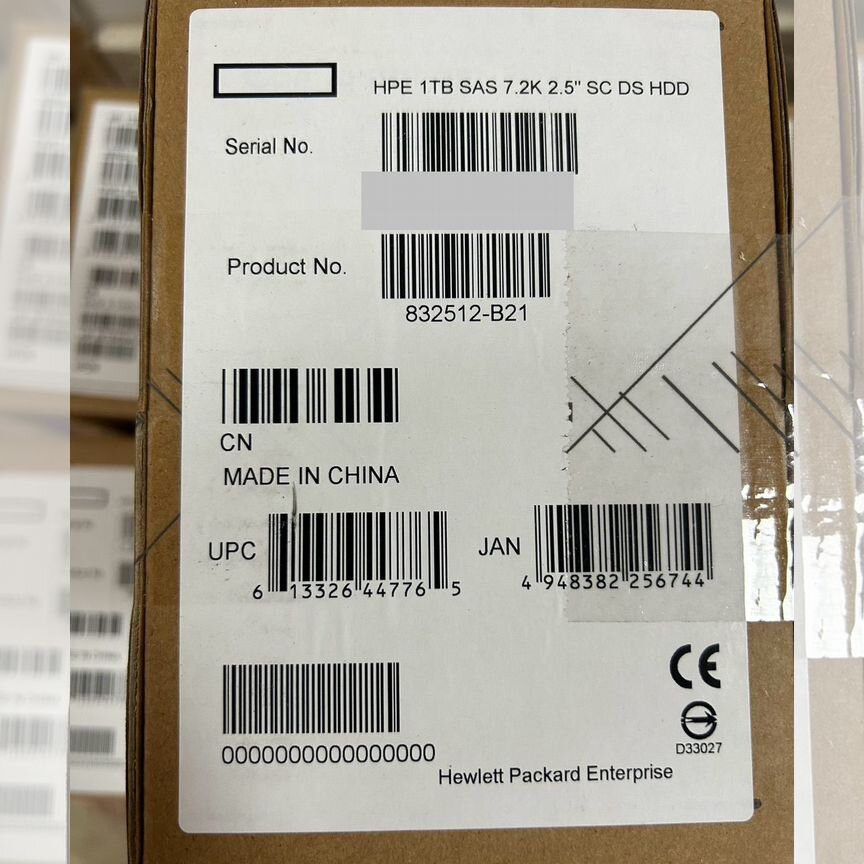 HPE 1TB SAS 7.2K 2.5" SC DS HDD
Serial No.
Product No.
832512-B21
CN
MADE IN CHINA
UPC
6 13326 44776 5
JAN
4 948382 256744
CE
D33027
0000000000000000
Hewlett Packard Enterprise